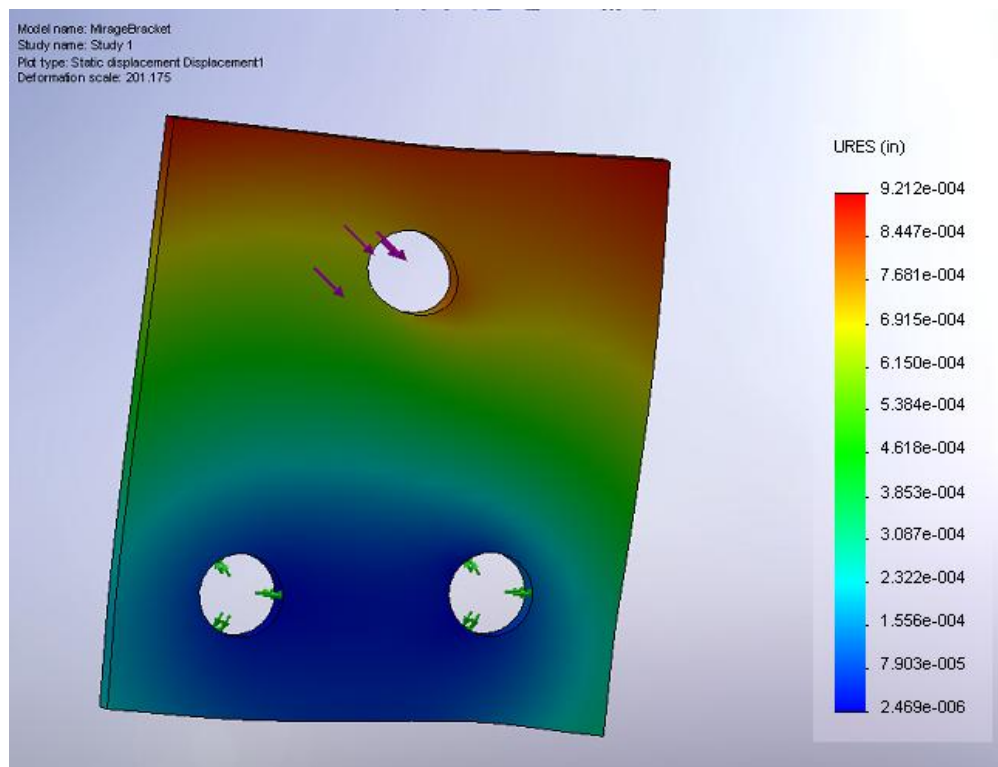 Model name: MirageBracket
Study name: Study 1
Plot type: Static displacement Displacement1
Deformation scale: 201.175
URES (in)
9.212e-004
8.447e-004
7.681e-004
6.915e-004
6.150e-004
5.384e-004
4.618e-004
3.853e-004
3.087e-004
2.322e-004
1.556e-004
7.903e-005
2.469e-006